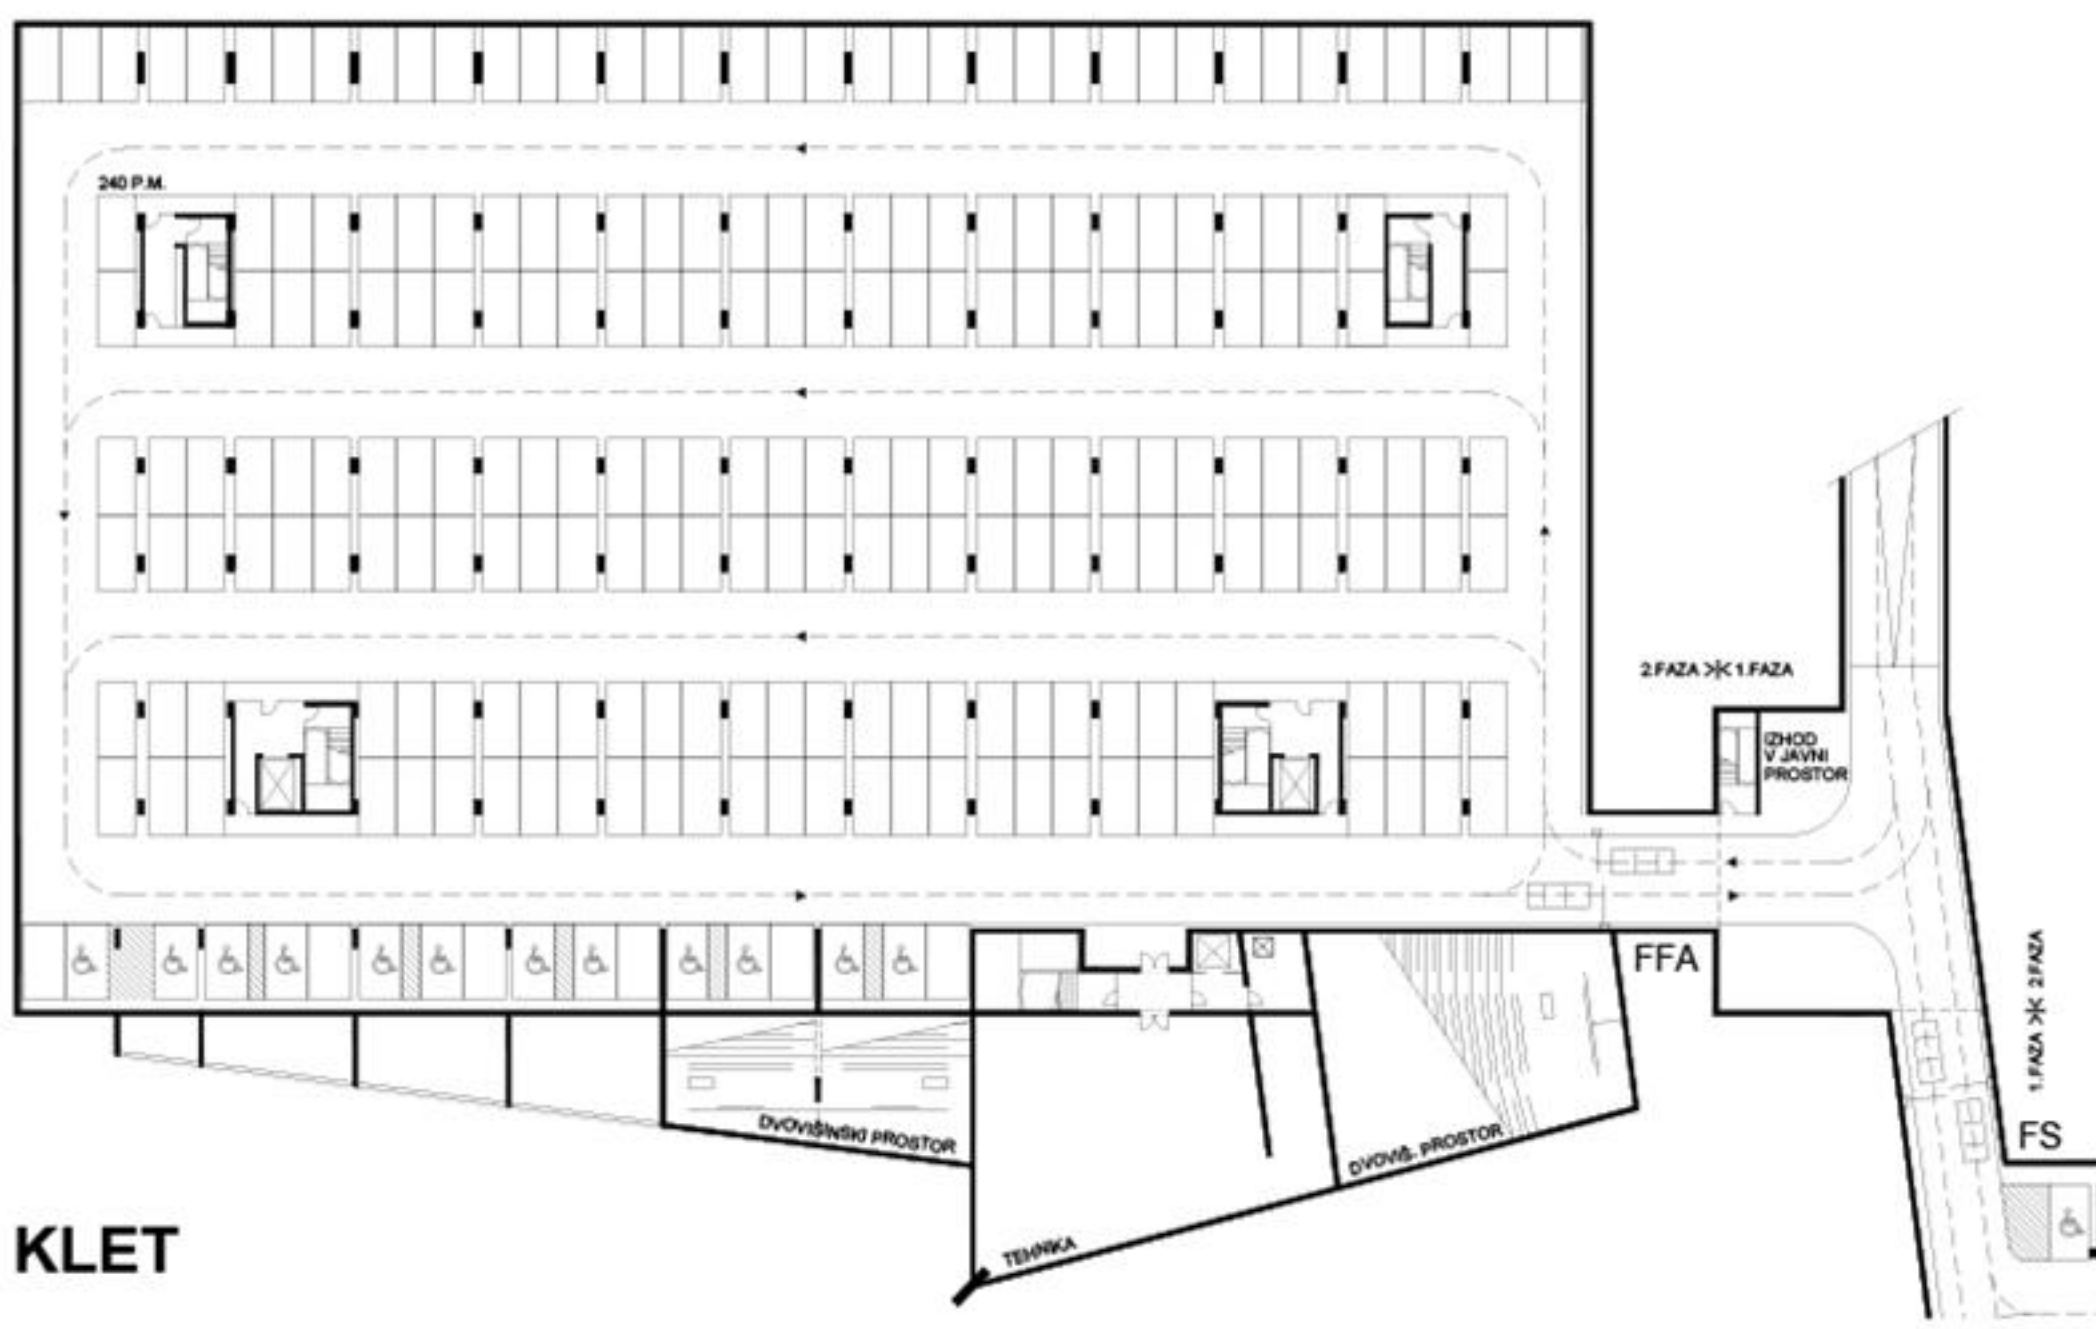 240 P.M.
2.FAZA 1.FAZA
IZHOD
V JAVNI
PROSTOR
FFA
1.FAZA 2.FAZA
FS
DVOVIŠINSKI PROSTOR
DVOVIŠ. PROSTOR
TEHNIKA
KLET